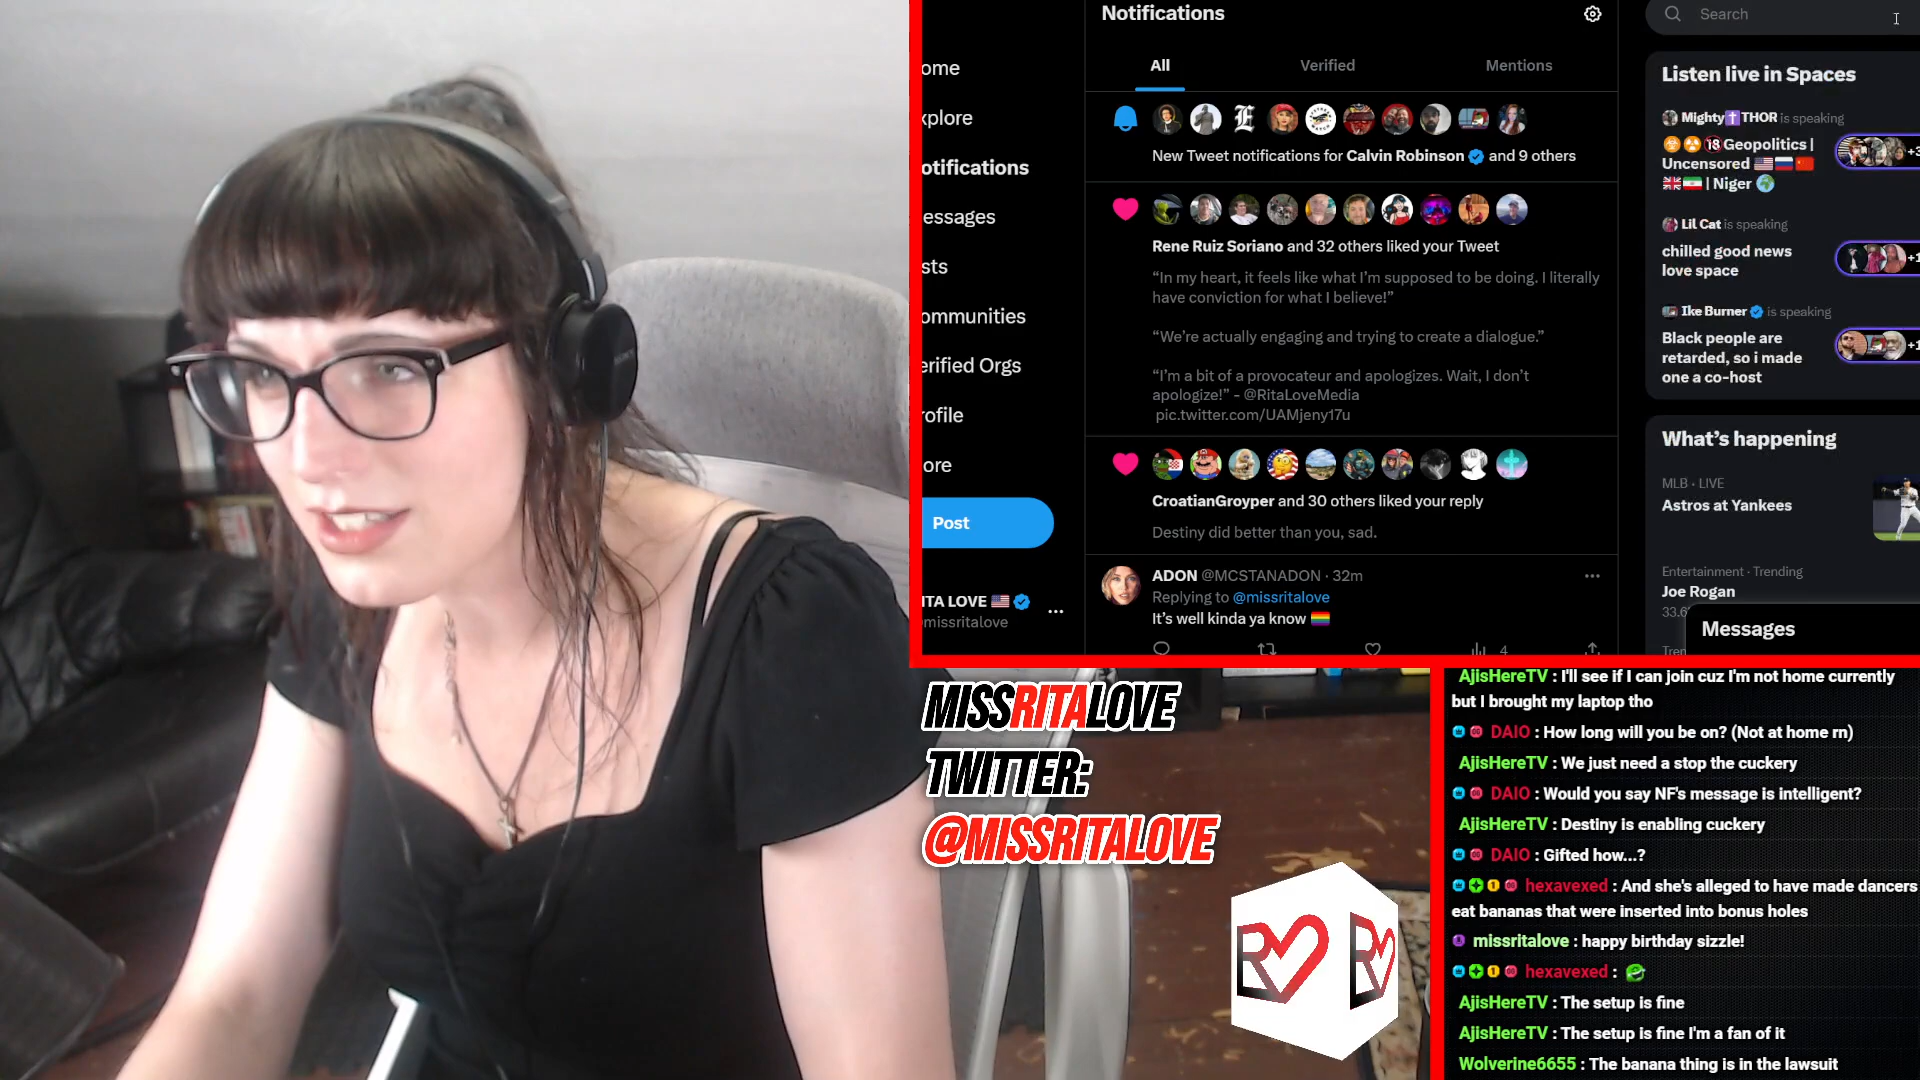 ome
xplore
otifications
essages
sts
ommunities
erified Orgs
rofile
ore
Post
ITA LOVE
missritalove
Notifications
All
Verified
Mentions
New Tweet notifications for Calvin Robinson and 9 others
Rene Ruiz Soriano and 32 others liked your Tweet
“In my heart, it feels like what I’m supposed to be doing. I literally
have conviction for what I believe!”
“We’re actually engaging and trying to create a dialogue.”
“I’m a bit of a provocateur and apologizes. Wait, I don’t
apologize!” - @RitaLoveMedia
pic.twitter.com/UAMjeny17u
CroatianGroyper and 30 others liked your reply
Destiny did better than you, sad.
ADON @MCSTANADON · 32m
Replying to @missritalove
It’s well kinda ya know 🏳️‍🌈
4
Search
Listen live in Spaces
Mighty✝️THOR is speaking
☣️☢️🔞Geopolitics |
Uncensored 🇺🇸🇷🇺🇨🇳
🇬🇧🇮🇷 | Niger 🌍
+3
Lil Cat is speaking
chilled good news
love space
+1
Ike Burner is speaking
Black people are
retarded, so i made
one a co-host
+1
What’s happening
MLB · LIVE
Astros at Yankees
Entertainment · Trending
Joe Rogan
33.6
Tren
Messages
MISSRITALOVE
TWITTER:
@MISSRITALOVE
AjisHereTV : I'll see if I can join cuz I'm not home currently
but I brought my laptop tho
DAIO : How long will you be on? (Not at home rn)
AjisHereTV : We just need a stop the cuckery
DAIO : Would you say NF's message is intelligent?
AjisHereTV : Destiny is enabling cuckery
DAIO : Gifted how...?
hexavexed : And she's alleged to have made dancers
eat bananas that were inserted into bonus holes
missritalove : happy birthday sizzle!
hexavexed :
AjisHereTV : The setup is fine
AjisHereTV : The setup is fine I'm a fan of it
Wolverine6655 : The banana thing is in the lawsuit